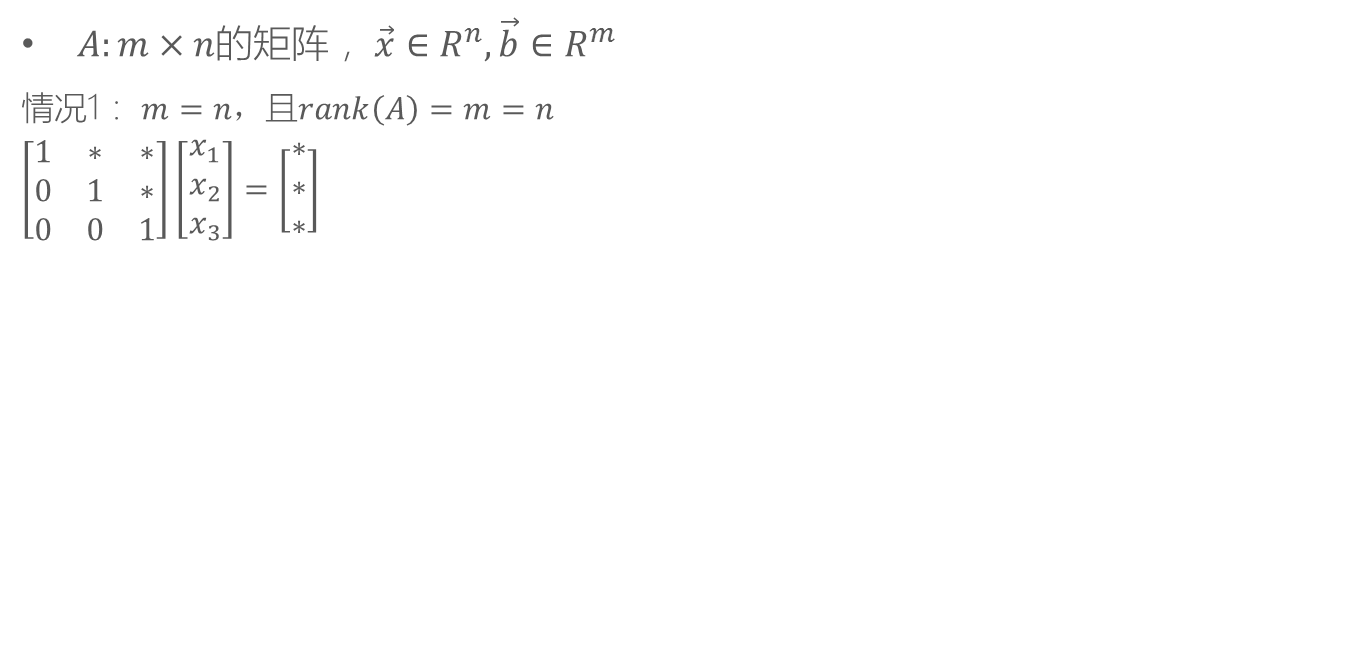 • A: m × n的矩阵，x⃗ ∈ Rⁿ, b⃗ ∈ Rᵐ
情况1：m = n，且rank(A) = m = n
[1 * *] [x₁] [*]
[0 1 *] [x₂] = [*]
[0 0 1] [x₃] [*]